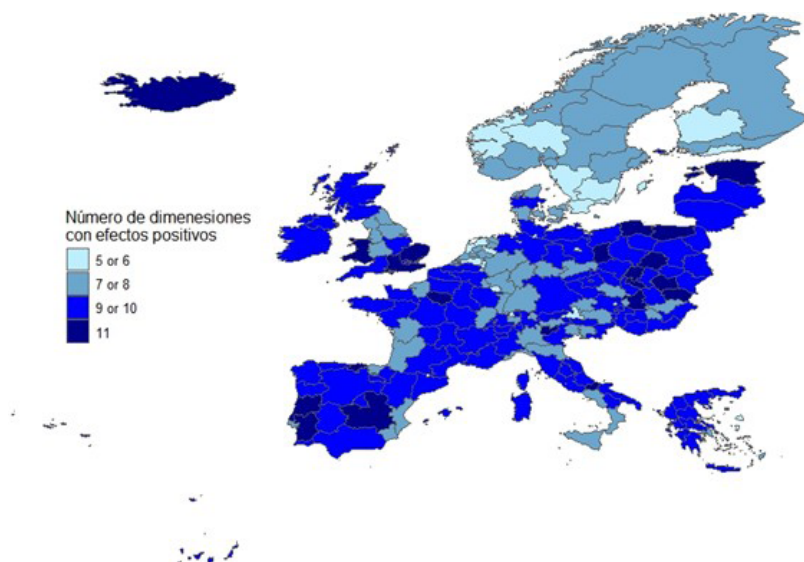 Número de dimenesiones
con efectos positivos
5 or 6
7 or 8
9 or 10
11